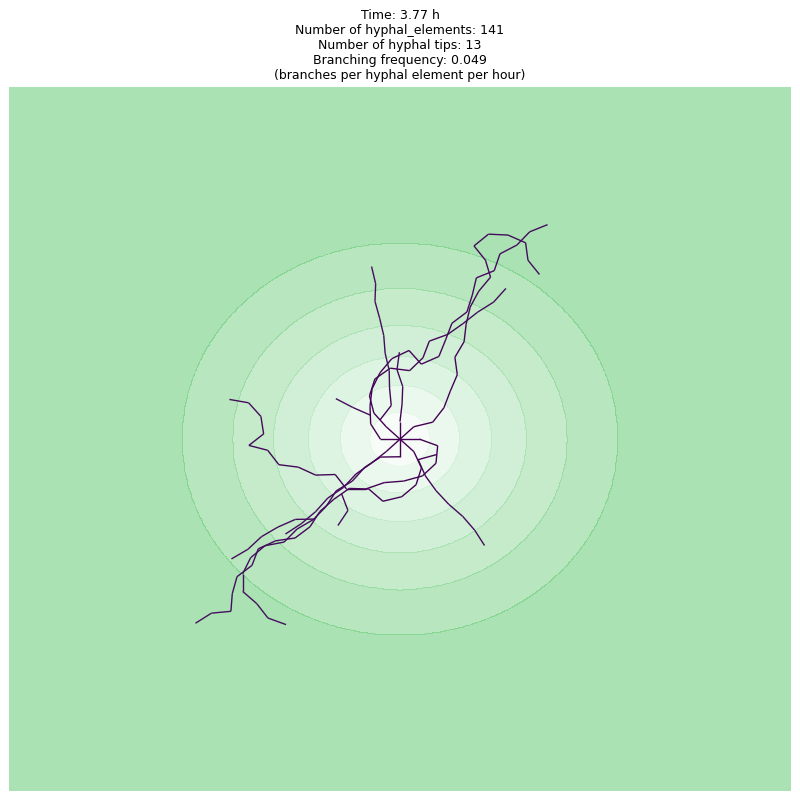 Time: 3.77 h
Number of hyphal_elements: 141
Number of hyphal tips: 13
Branching frequency: 0.049
(branches per hyphal element per hour)